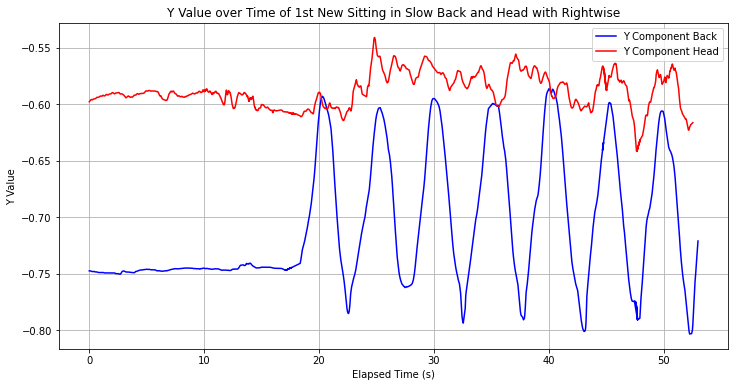 Y Value over Time of 1st New Sitting in Slow Back and Head with Rightwise
Y Component Back
Y Component Head
−0.55
−0.60
−0.65
−0.70
−0.75
−0.80
Y Value
0 10 20 30 40 50
Elapsed Time (s)